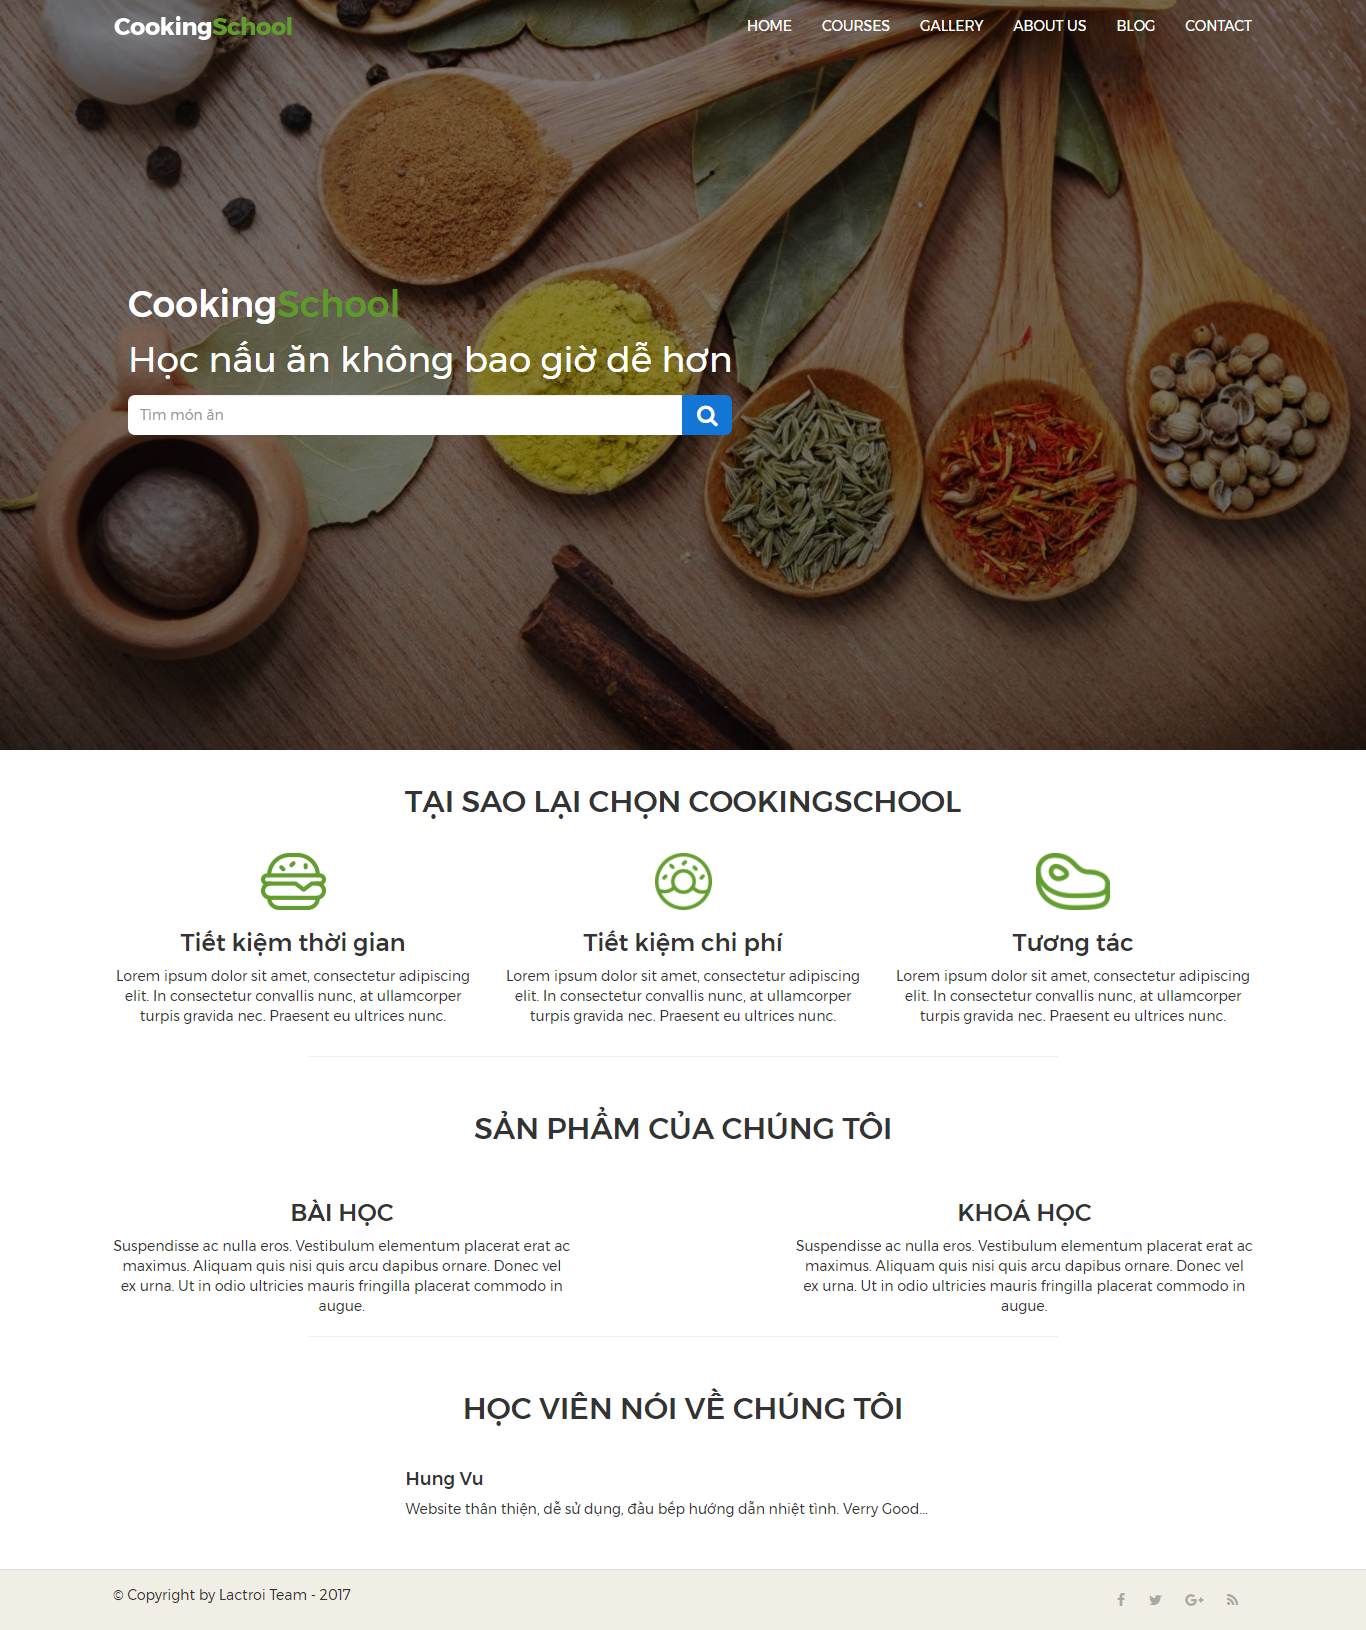 CookingSchool
HOME COURSES GALLERY ABOUT US BLOG CONTACT
CookingSchool
Học nấu ăn không bao giờ dễ hơn
Tìm món ăn
TẠI SAO LẠI CHỌN COOKINGSCHOOL
Tiết kiệm thời gian
Lorem ipsum dolor sit amet, consectetur adipiscing
elit. In consectetur convallis nunc, at ullamcorper
turpis gravida nec. Praesent eu ultrices nunc.
Tiết kiệm chi phí
Lorem ipsum dolor sit amet, consectetur adipiscing
elit. In consectetur convallis nunc, at ullamcorper
turpis gravida nec. Praesent eu ultrices nunc.
Tương tác
Lorem ipsum dolor sit amet, consectetur adipiscing
elit. In consectetur convallis nunc, at ullamcorper
turpis gravida nec. Praesent eu ultrices nunc.
SẢN PHẨM CỦA CHÚNG TÔI
BÀI HỌC
Suspendisse ac nulla eros. Vestibulum elementum placerat erat ac
maximus. Aliquam quis nisi quis arcu dapibus ornare. Donec vel
ex urna. Ut in odio ultricies mauris fringilla placerat commodo in
augue.
KHOÁ HỌC
Suspendisse ac nulla eros. Vestibulum elementum placerat erat ac
maximus. Aliquam quis nisi quis arcu dapibus ornare. Donec vel
ex urna. Ut in odio ultricies mauris fringilla placerat commodo in
augue.
HỌC VIÊN NÓI VỀ CHÚNG TÔI
Hung Vu
Website thân thiện, dễ sử dụng, đầu bếp hướng dẫn nhiệt tình. Verry Good...
© Copyright by Lactroi Team - 2017